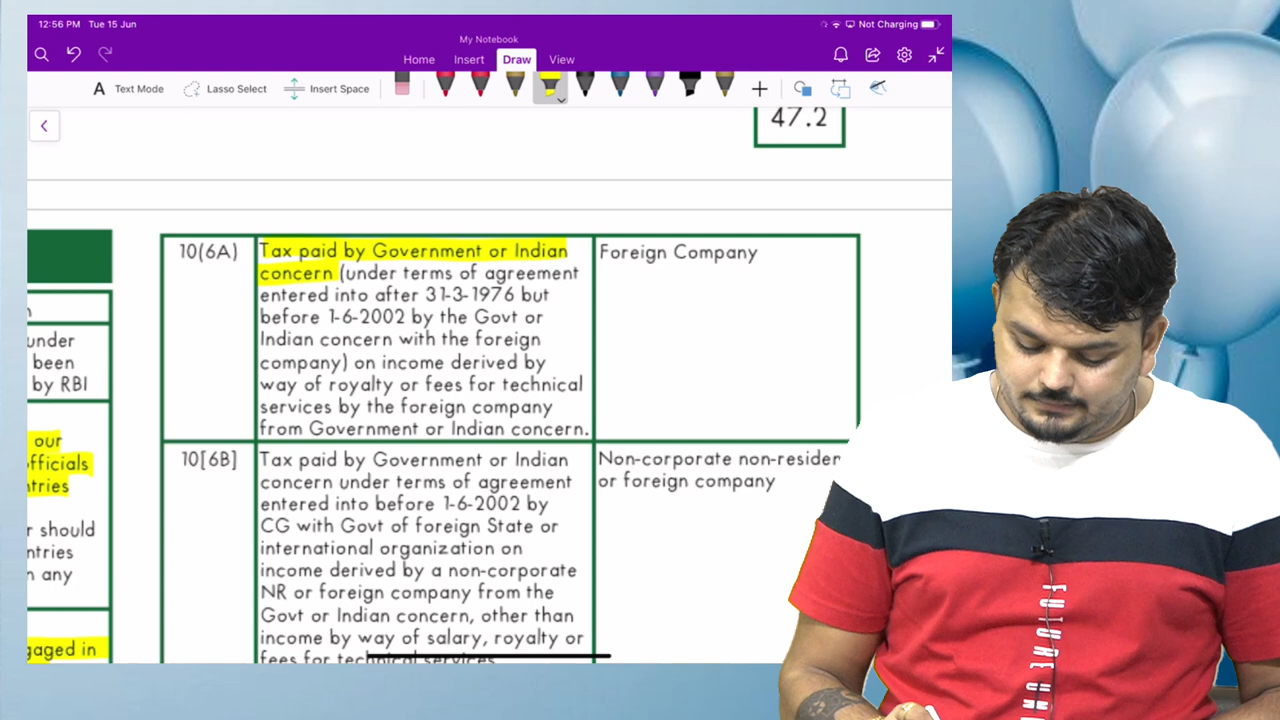 12:56 PM Tue 15 Jun
Not Charging
My Notebook
Home Insert Draw View
A Text Mode
Lasso Select
Insert Space
47.2
10(6A)
Tax paid by Government or Indian
concern (under terms of agreement
entered into after 31-3-1976 but
before 1-6-2002 by the Govt or
Indian concern with the foreign
company) on income derived by
way of royalty or fees for technical
services by the foreign company
from Government or Indian concern.
Foreign Company
10[6B]
Tax paid by Government or Indian
concern under terms of agreement
entered into before 1-6-2002 by
CG with Govt of foreign State or
international organization on
income derived by a non-corporate
NR or foreign company from the
Govt or Indian concern, other than
income by way of salary, royalty or
fees for technical services
Non-corporate non-residen
or foreign company
under
been
by RBI
our
fficials
ntries
r should
ntries
n any
gaged in
FUTURE